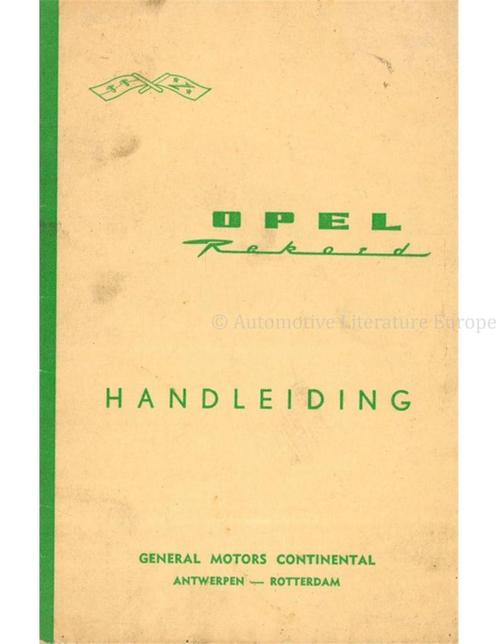 OPEL
Rekord
© Automotive Literature Europe
HANDLEIDING
GENERAL MOTORS CONTINENTAL
ANTWERPEN — ROTTERDAM